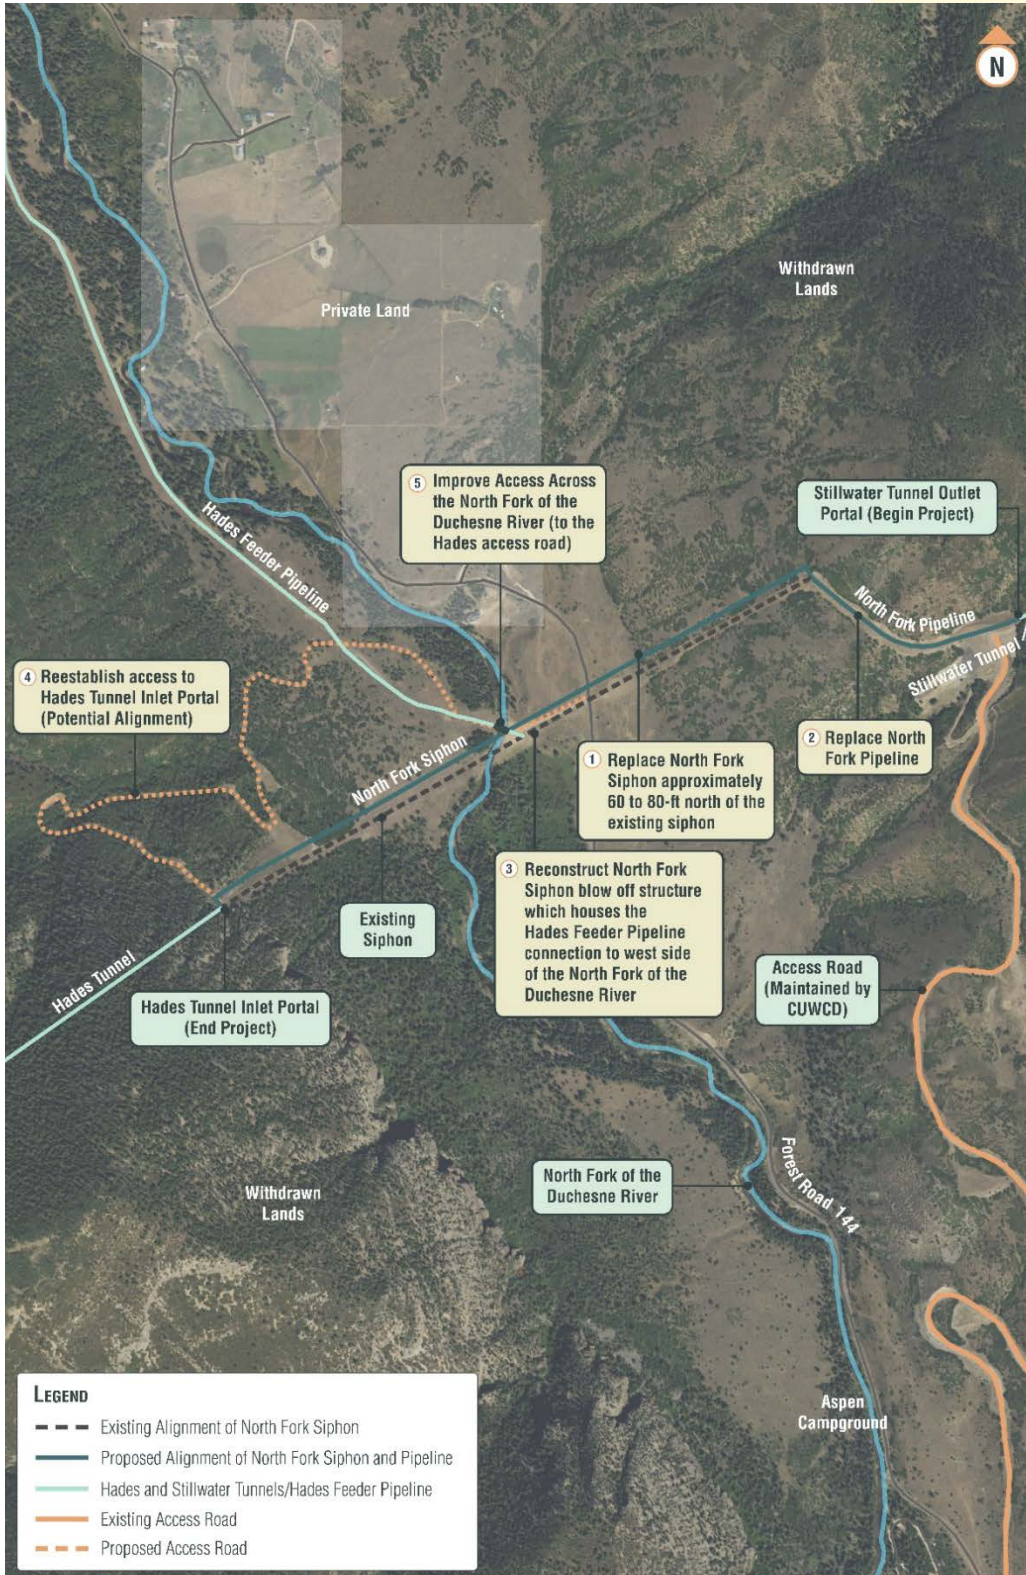 N
Withdrawn
Lands
Private Land
5 Improve Access Across
the North Fork of the
Duchesne River (to the
Hades access road)
Stillwater Tunnel Outlet
Portal (Begin Project)
Hades Feeder Pipeline
North Fork Pipeline
Stillwater Tunnel
4 Reestablish access to
Hades Tunnel Inlet Portal
(Potential Alignment)
North Fork Siphon
1 Replace North Fork
Siphon approximately
60 to 80-ft north of the
existing siphon
2 Replace North
Fork Pipeline
3 Reconstruct North Fork
Siphon blow off structure
which houses the
Hades Feeder Pipeline
connection to west side
of the North Fork of the
Duchesne River
Existing
Siphon
Hades Tunnel
Hades Tunnel Inlet Portal
(End Project)
Access Road
(Maintained by
CUWCD)
North Fork of the
Duchesne River
Forest Road 144
Withdrawn
Lands
Aspen
Campground
LEGEND
Existing Alignment of North Fork Siphon
Proposed Alignment of North Fork Siphon and Pipeline
Hades and Stillwater Tunnels/Hades Feeder Pipeline
Existing Access Road
Proposed Access Road